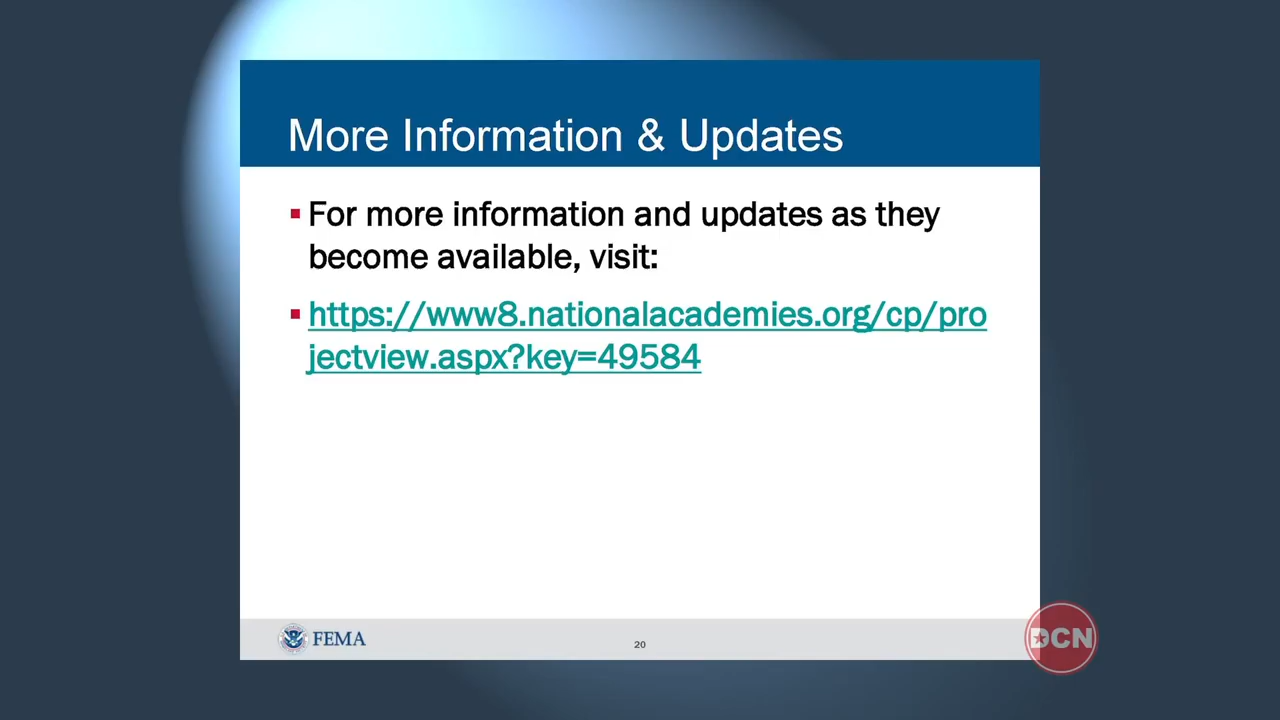 More Information & Updates
For more information and updates as they
become available, visit:
https://www8.nationalacademies.org/cp/pro
jectview.aspx?key=49584
FEMA
20
DCN